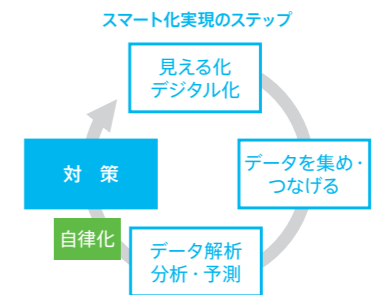 スマート化実現のステップ
見える化
デジタル化
データを集め・
つなげる
データ解析
分析・予測
自律化
対 策